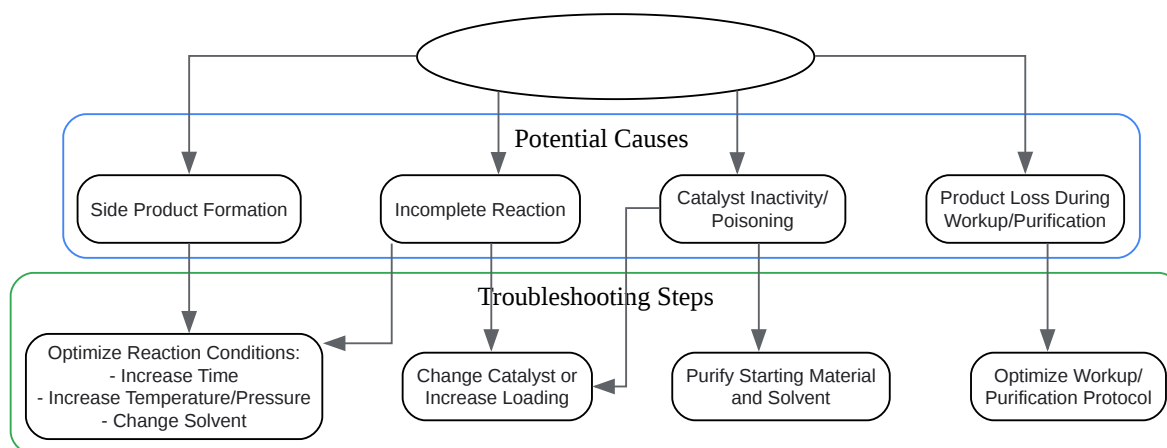 Potential Causes
Side Product Formation
Incomplete Reaction
Catalyst Inactivity/
Poisoning
Product Loss During
Workup/Purification
Troubleshooting Steps
Optimize Reaction Conditions:
- Increase Time
- Increase Temperature/Pressure
- Change Solvent
Change Catalyst or
Increase Loading
Purify Starting Material
and Solvent
Optimize Workup/
Purification Protocol